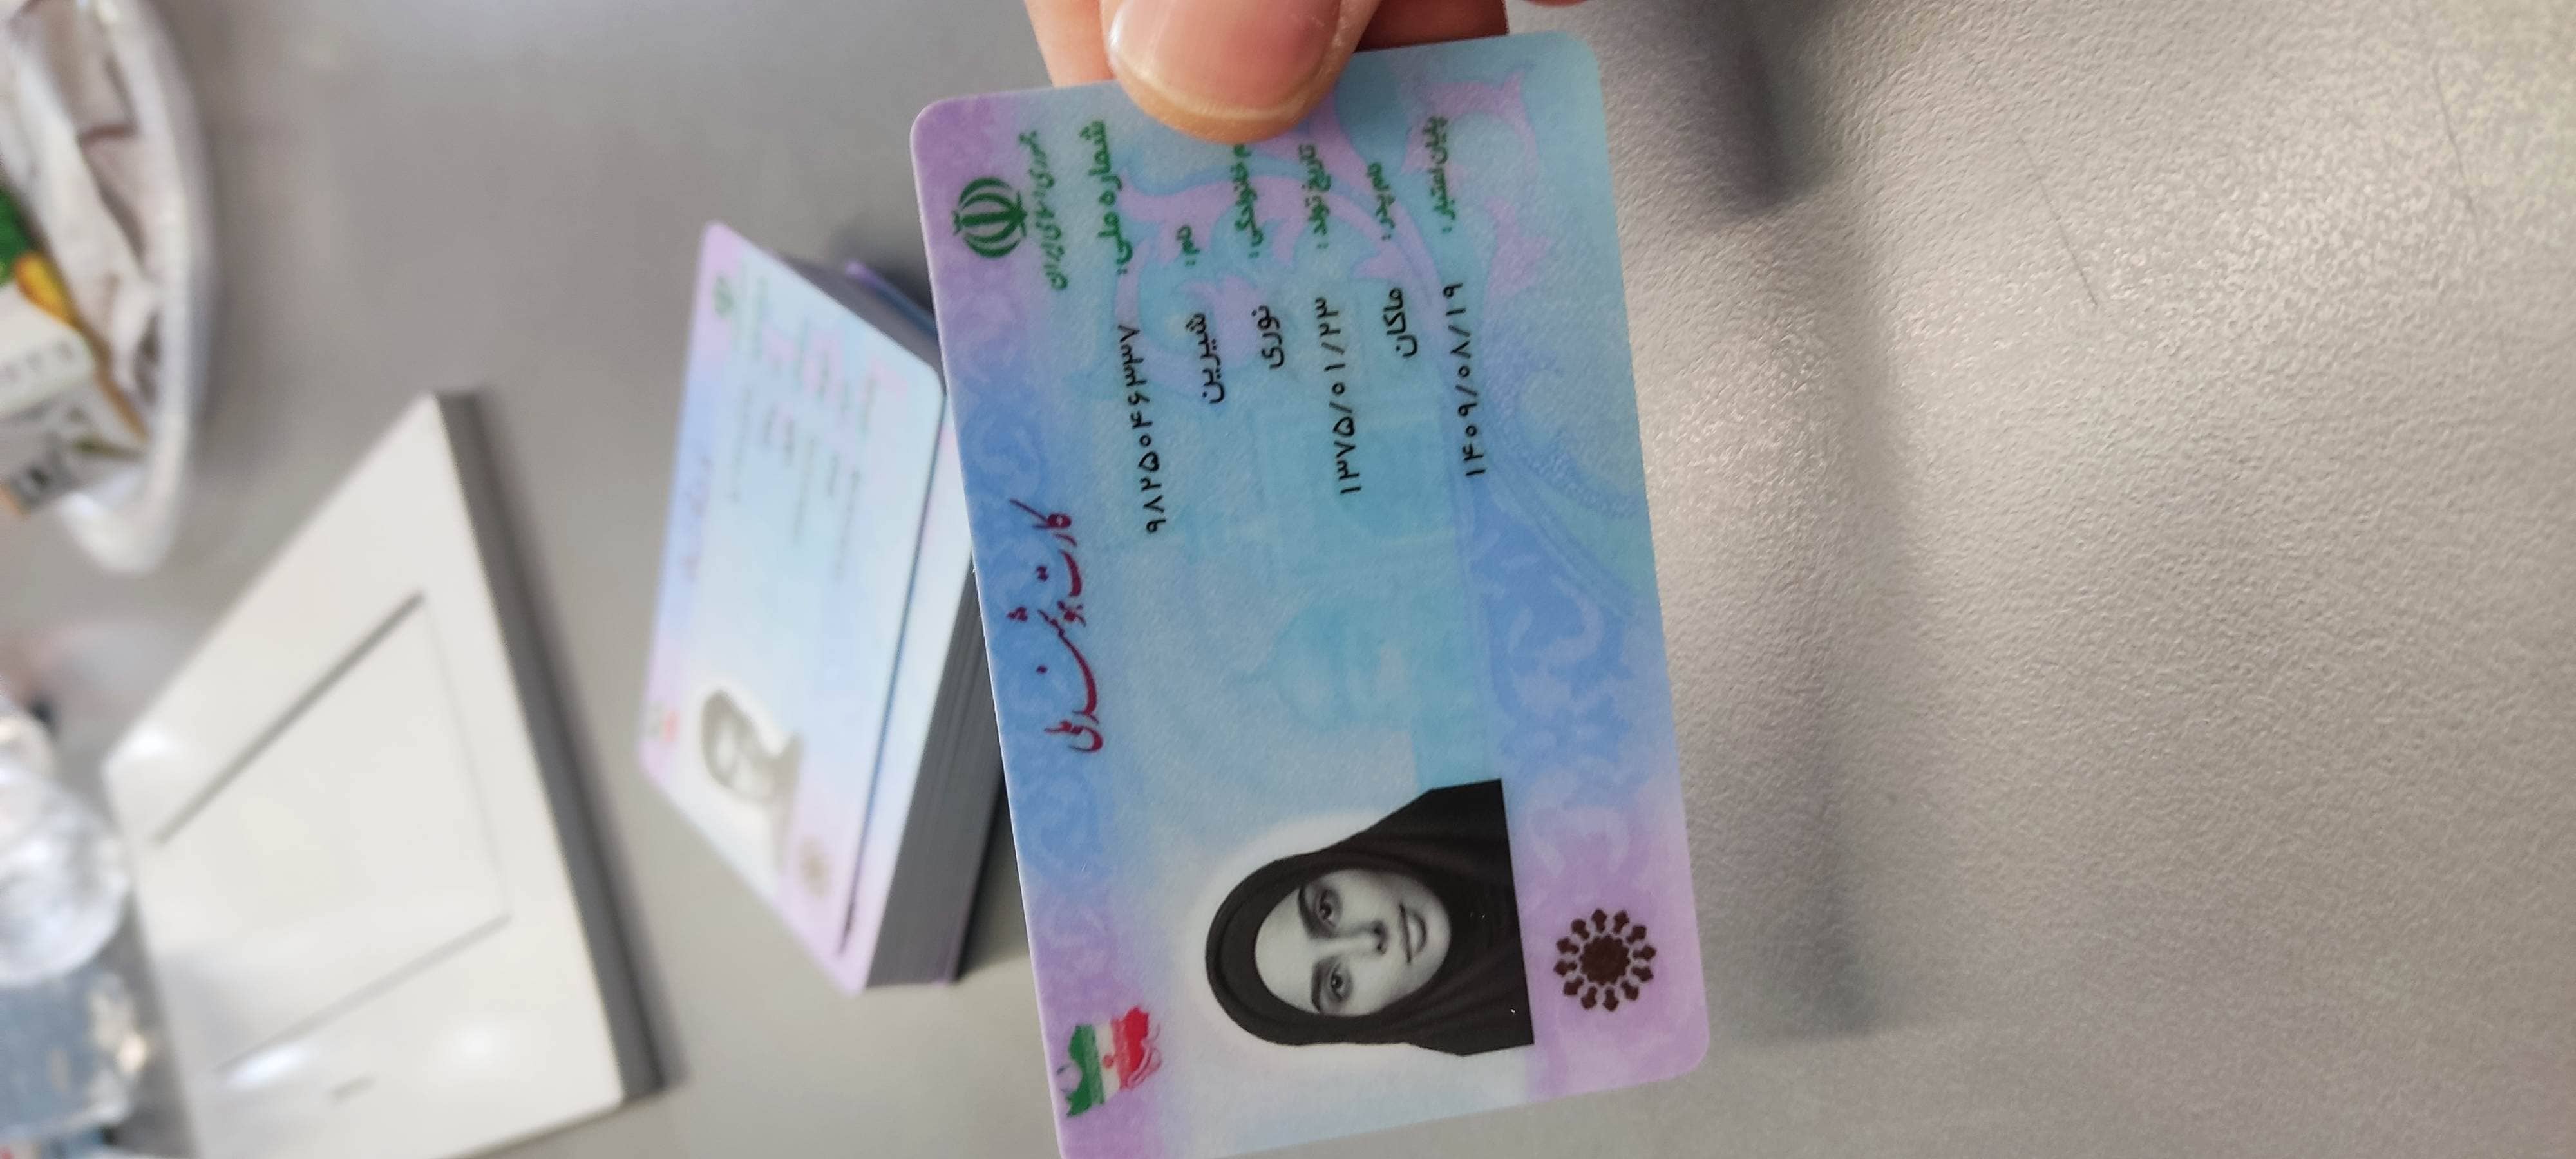 جمهوری اسلامی ایران
کارت هوشمند ملی
شماره ملی: ۹۸۲۵۰۴۶۳۳۷
نام: شیرین
نام خانوادگی: نوری
تاریخ تولد: ۱۳۷۵/۰۱/۲۳
نام پدر: ماکان
پایان اعتبار: ۱۴۰۹/۰۸/۱۹